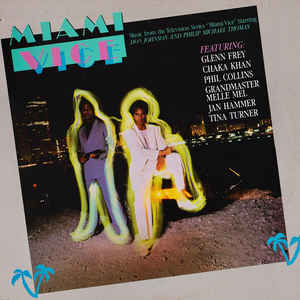 MIAMI
VICE
Music from the Television Series "Miami Vice" Starring
DON JOHNSON AND PHILIP MICHAEL THOMAS
FEATURING:
GLENN FREY
CHAKA KHAN
PHIL COLLINS
GRANDMASTER
MELLE MEL
JAN HAMMER
TINA TURNER